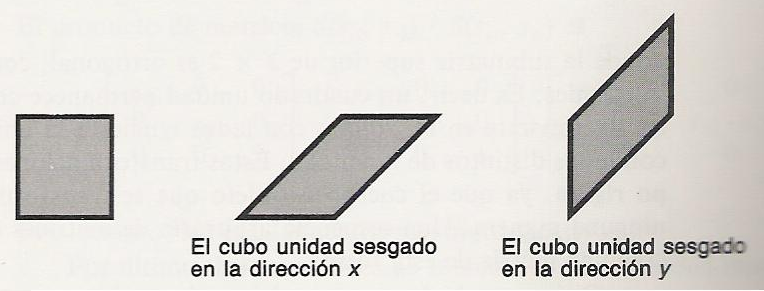 El cubo unidad sesgado
en la dirección x
El cubo unidad sesgado
en la dirección y